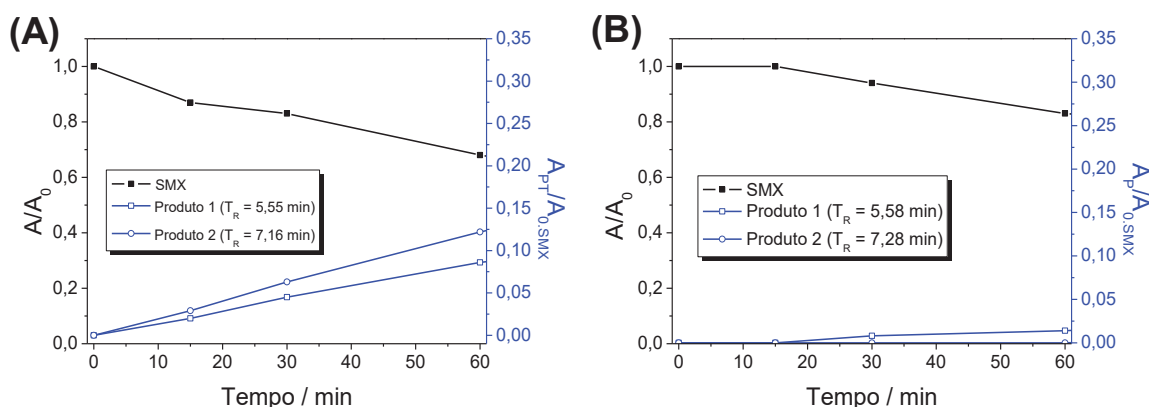 (A)
A/A0
1,0
0,8
0,6
0,4
0,2
0,0
SMX
Produto 1 (TR = 5,55 min)
Produto 2 (TR = 7,16 min)
0,35
0,30
0,25
0,20
0,15
0,10
0,05
0,00
APT/A0.SMX
0 10 20 30 40 50 60
Tempo / min
(B)
A/A0
1,0
0,8
0,6
0,4
0,2
0,0
SMX
Produto 1 (TR = 5,58 min)
Produto 2 (TR = 7,28 min)
0,35
0,30
0,25
0,20
0,15
0,10
0,05
0,00
AP/A0.SMX
0 10 20 30 40 50 60
Tempo / min